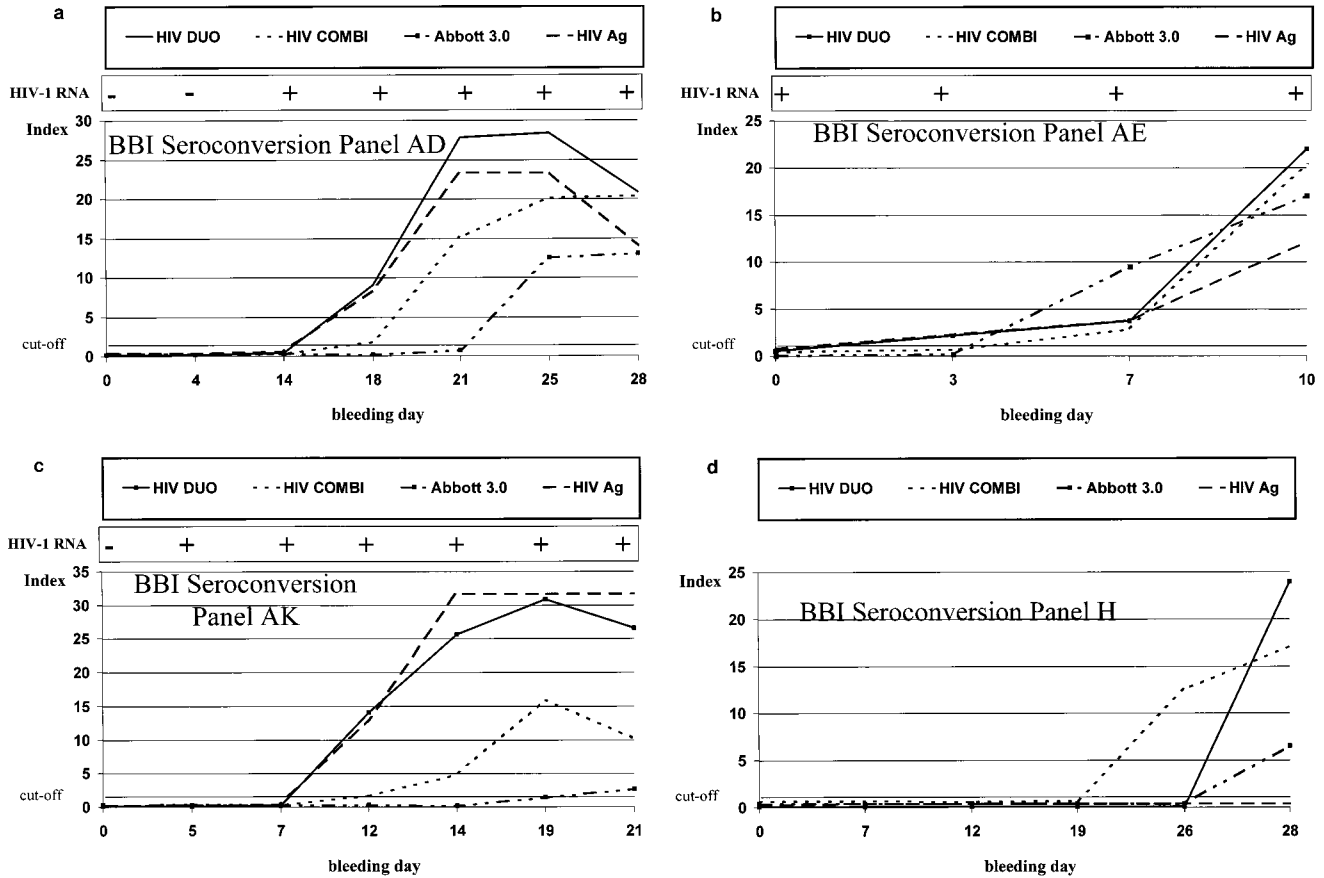 a
HIV DUO HIV COMBI Abbott 3.0 HIV Ag
HIV-1 RNA - - + + + + +
Index
BBI Seroconversion Panel AD
30
25
20
15
10
5
cut-off
0
0 4 14 18 21 25 28
bleeding day
b
HIV DUO HIV COMBI Abbott 3.0 HIV Ag
HIV-1 RNA + + + +
Index
BBI Seroconversion Panel AE
25
20
15
10
5
cut-off
0
0 3 7 10
bleeding day
c
HIV DUO HIV COMBI Abbott 3.0 HIV Ag
HIV-1 RNA - + + + + + +
Index
BBI Seroconversion
Panel AK
35
30
25
20
15
10
5
cut-off
0
0 5 7 12 14 19 21
bleeding day
d
HIV DUO HIV COMBI Abbott 3.0 HIV Ag
Index
BBI Seroconversion Panel H
25
20
15
10
5
cut-off
0
0 7 12 19 26 28
bleeding day